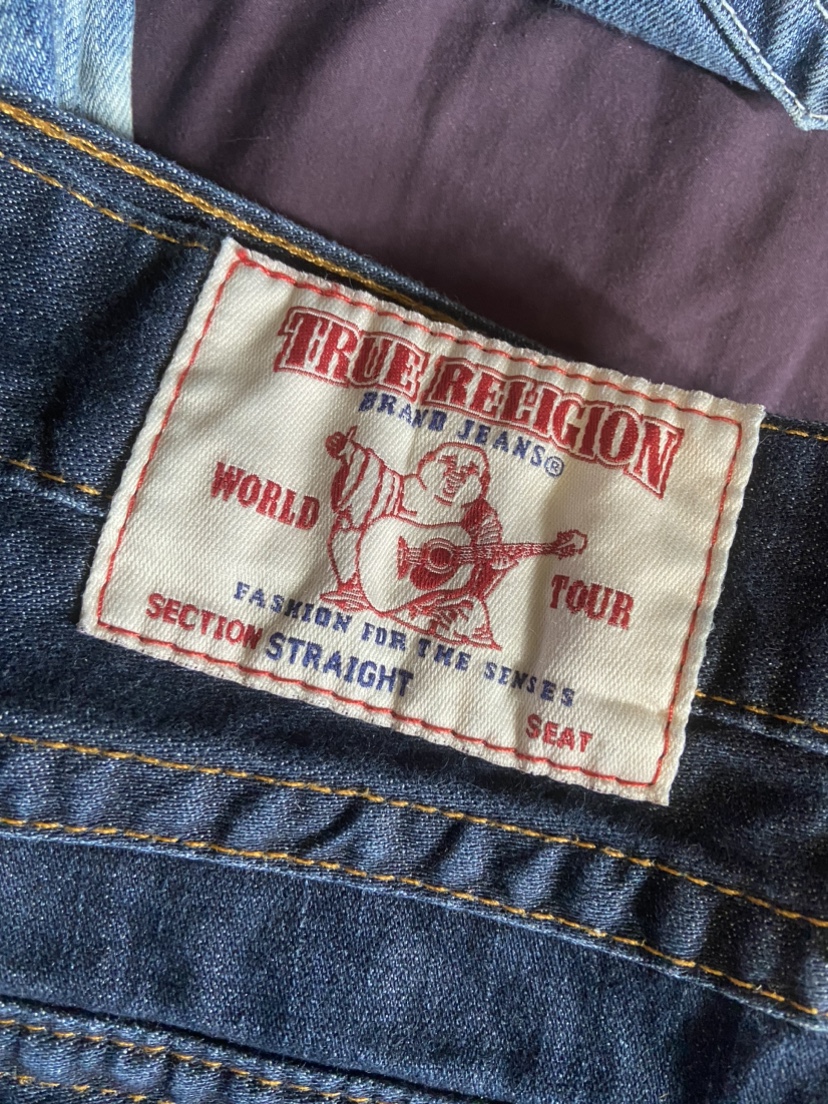 TRUE RELIGION
BRAND JEANS®
WORLD TOUR
FASHION FOR THE SENSES
SECTION STRAIGHT
SEAT